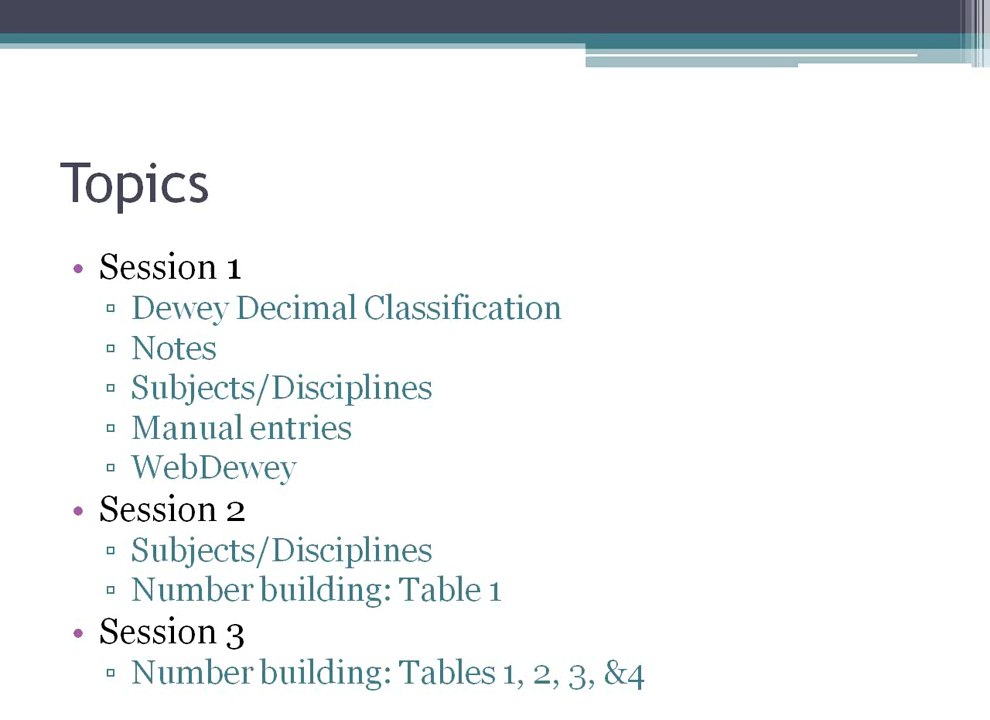 Topics
• Session 1
▫ Dewey Decimal Classification
▫ Notes
▫ Subjects/Disciplines
▫ Manual entries
▫ WebDewey
• Session 2
▫ Subjects/Disciplines
▫ Number building: Table 1
• Session 3
▫ Number building: Tables 1, 2, 3, &4